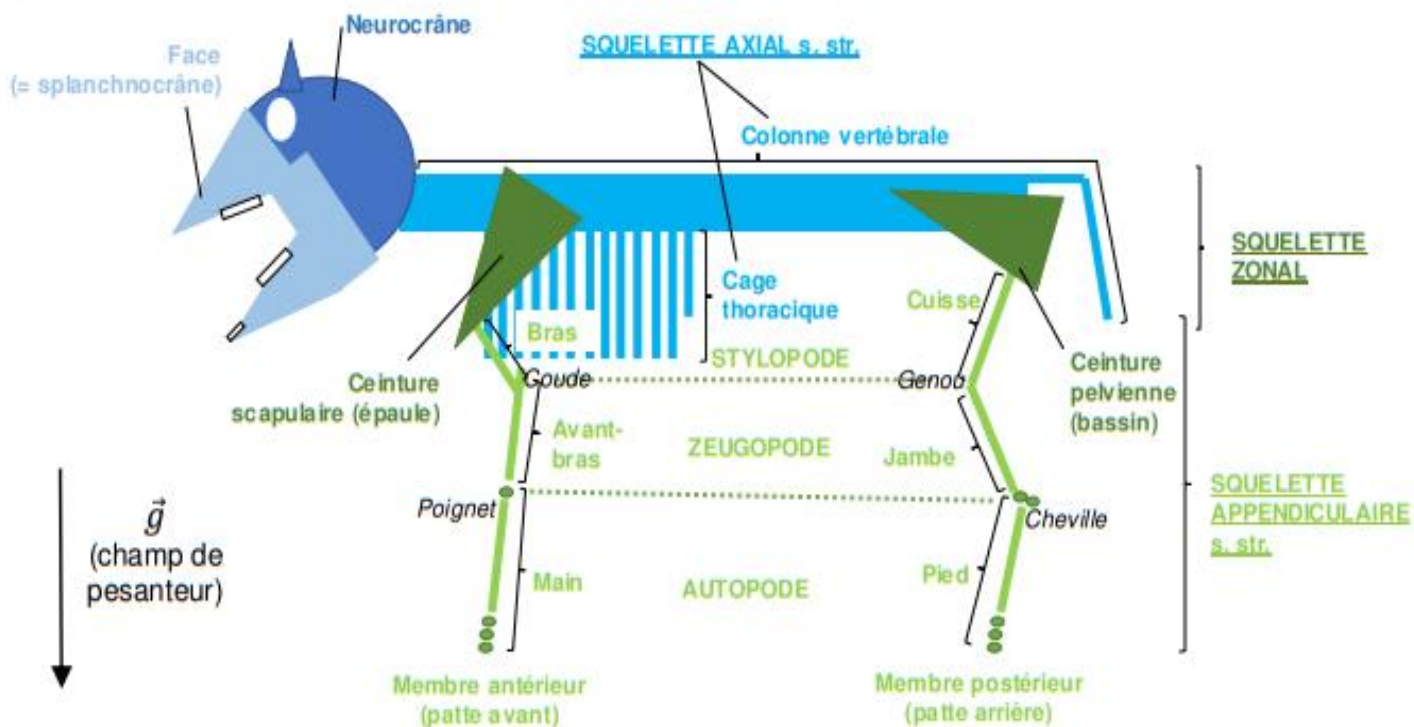 Neurocrâne
Face
(= splanchnocrâne)
SQUELETTE AXIAL s. str.
Colonne vertébrale
SQUELETTE
ZONAL
Cage
thoracique
Cuisse
Bras
STYLOPODE
Ceinture
scapulaire (épaule)
Coude
Genou
Ceinture
pelvienne
(bassin)
Avant-
bras
ZEUGOPODE
Jambe
SQUELETTE
APPENDICULAIRE
s. str.
Poignet
Cheville
g
(champ de
pesanteur)
Main
AUTOPODE
Pied
Membre antérieur
(patte avant)
Membre postérieur
(patte arrière)